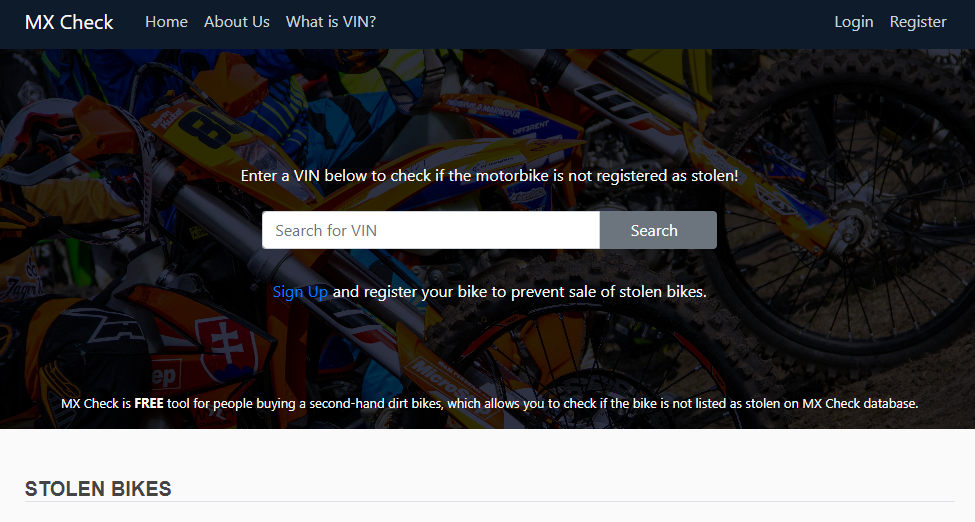 MX Check Home About Us What is VIN? Login Register
DIFFERENT
Enter a VIN below to check if the motorbike is not registered as stolen!
Search for VIN Search
Sign Up and register your bike to prevent sale of stolen bikes.
MX Check is FREE tool for people buying a second-hand dirt bikes, which allows you to check if the bike is not listed as stolen on MX Check database.
STOLEN BIKES